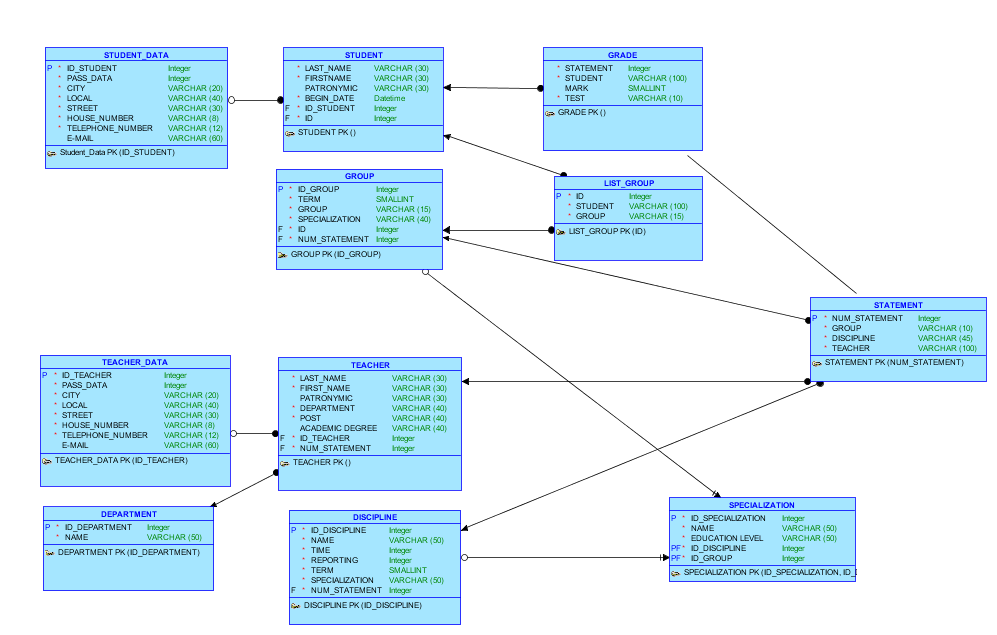 STUDENT_DATA
P * ID_STUDENT Integer
* PASS_DATA Integer
* CITY VARCHAR (20)
* LOCAL VARCHAR (40)
* STREET VARCHAR (30)
* HOUSE_NUMBER VARCHAR (8)
* TELEPHONE_NUMBER VARCHAR (12)
E-MAIL VARCHAR (60)
Student_Data PK (ID_STUDENT)
STUDENT
* LAST_NAME VARCHAR (30)
* FIRSTNAME VARCHAR (30)
PATRONYMIC VARCHAR (30)
* BEGIN_DATE Datetime
F * ID_STUDENT Integer
F * ID Integer
STUDENT PK ()
GRADE
* STATEMENT Integer
* STUDENT VARCHAR (100)
MARK SMALLINT
* TEST VARCHAR (10)
GRADE PK ()
GROUP
P * ID_GROUP Integer
* TERM SMALLINT
* GROUP VARCHAR (15)
* SPECIALIZATION VARCHAR (40)
F * ID Integer
F * NUM_STATEMENT Integer
GROUP PK (ID_GROUP)
LIST_GROUP
P * ID Integer
* STUDENT VARCHAR (100)
* GROUP VARCHAR (15)
LIST_GROUP PK (ID)
STATEMENT
P * NUM_STATEMENT Integer
* GROUP VARCHAR (10)
* DISCIPLINE VARCHAR (45)
* TEACHER VARCHAR (100)
STATEMENT PK (NUM_STATEMENT)
TEACHER_DATA
P * ID_TEACHER Integer
* PASS_DATA Integer
* CITY VARCHAR (20)
* LOCAL VARCHAR (40)
* STREET VARCHAR (30)
* HOUSE_NUMBER VARCHAR (8)
* TELEPHONE_NUMBER VARCHAR (12)
E-MAIL VARCHAR (60)
TEACHER_DATA PK (ID_TEACHER)
TEACHER
* LAST_NAME VARCHAR (30)
* FIRST_NAME VARCHAR (30)
PATRONYMIC VARCHAR (30)
* DEPARTMENT VARCHAR (40)
* POST VARCHAR (40)
ACADEMIC DEGREE VARCHAR (40)
F * ID_TEACHER Integer
F * NUM_STATEMENT Integer
TEACHER PK ()
DEPARTMENT
P * ID_DEPARTMENT Integer
* NAME VARCHAR (50)
DEPARTMENT PK (ID_DEPARTMENT)
DISCIPLINE
P * ID_DISCIPLINE Integer
* NAME VARCHAR (50)
* TIME Integer
* REPORTING Integer
* TERM SMALLINT
* SPECIALIZATION VARCHAR (50)
F * NUM_STATEMENT Integer
DISCIPLINE PK (ID_DISCIPLINE)
SPECIALIZATION
P * ID_SPECIALIZATION Integer
* NAME VARCHAR (50)
* EDUCATION LEVEL VARCHAR (50)
PF * ID_DISCIPLINE Integer
PF * ID_GROUP Integer
SPECIALIZATION PK (ID_SPECIALIZATION, ID_